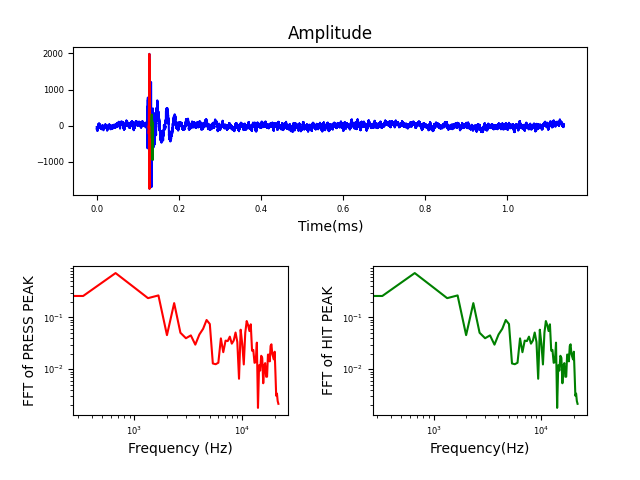 Amplitude
2000
1000
0
−1000
0.0 0.2 0.4 0.6 0.8 1.0
Time(ms)
FFT of PRESS PEAK
10⁻¹
10⁻²
10³ 10⁴
Frequency (Hz)
FFT of HIT PEAK
10⁻¹
10⁻²
10³ 10⁴
Frequency(Hz)